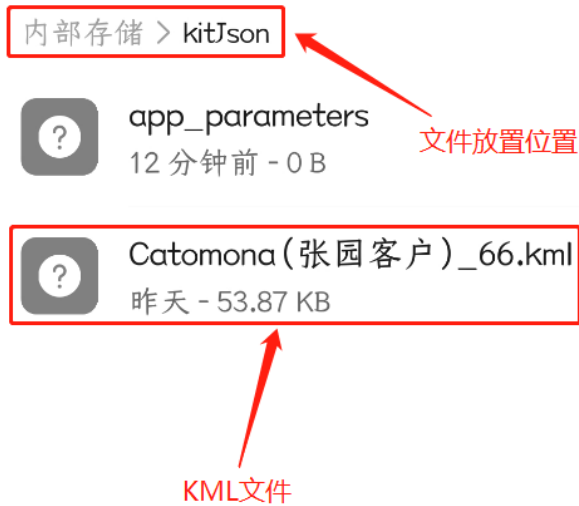 内部存储 > kitJson
app_parameters
文件放置位置
12 分钟前 - 0 B
Catomona(张园客户)_66.kml
昨天 - 53.87 KB
KML文件